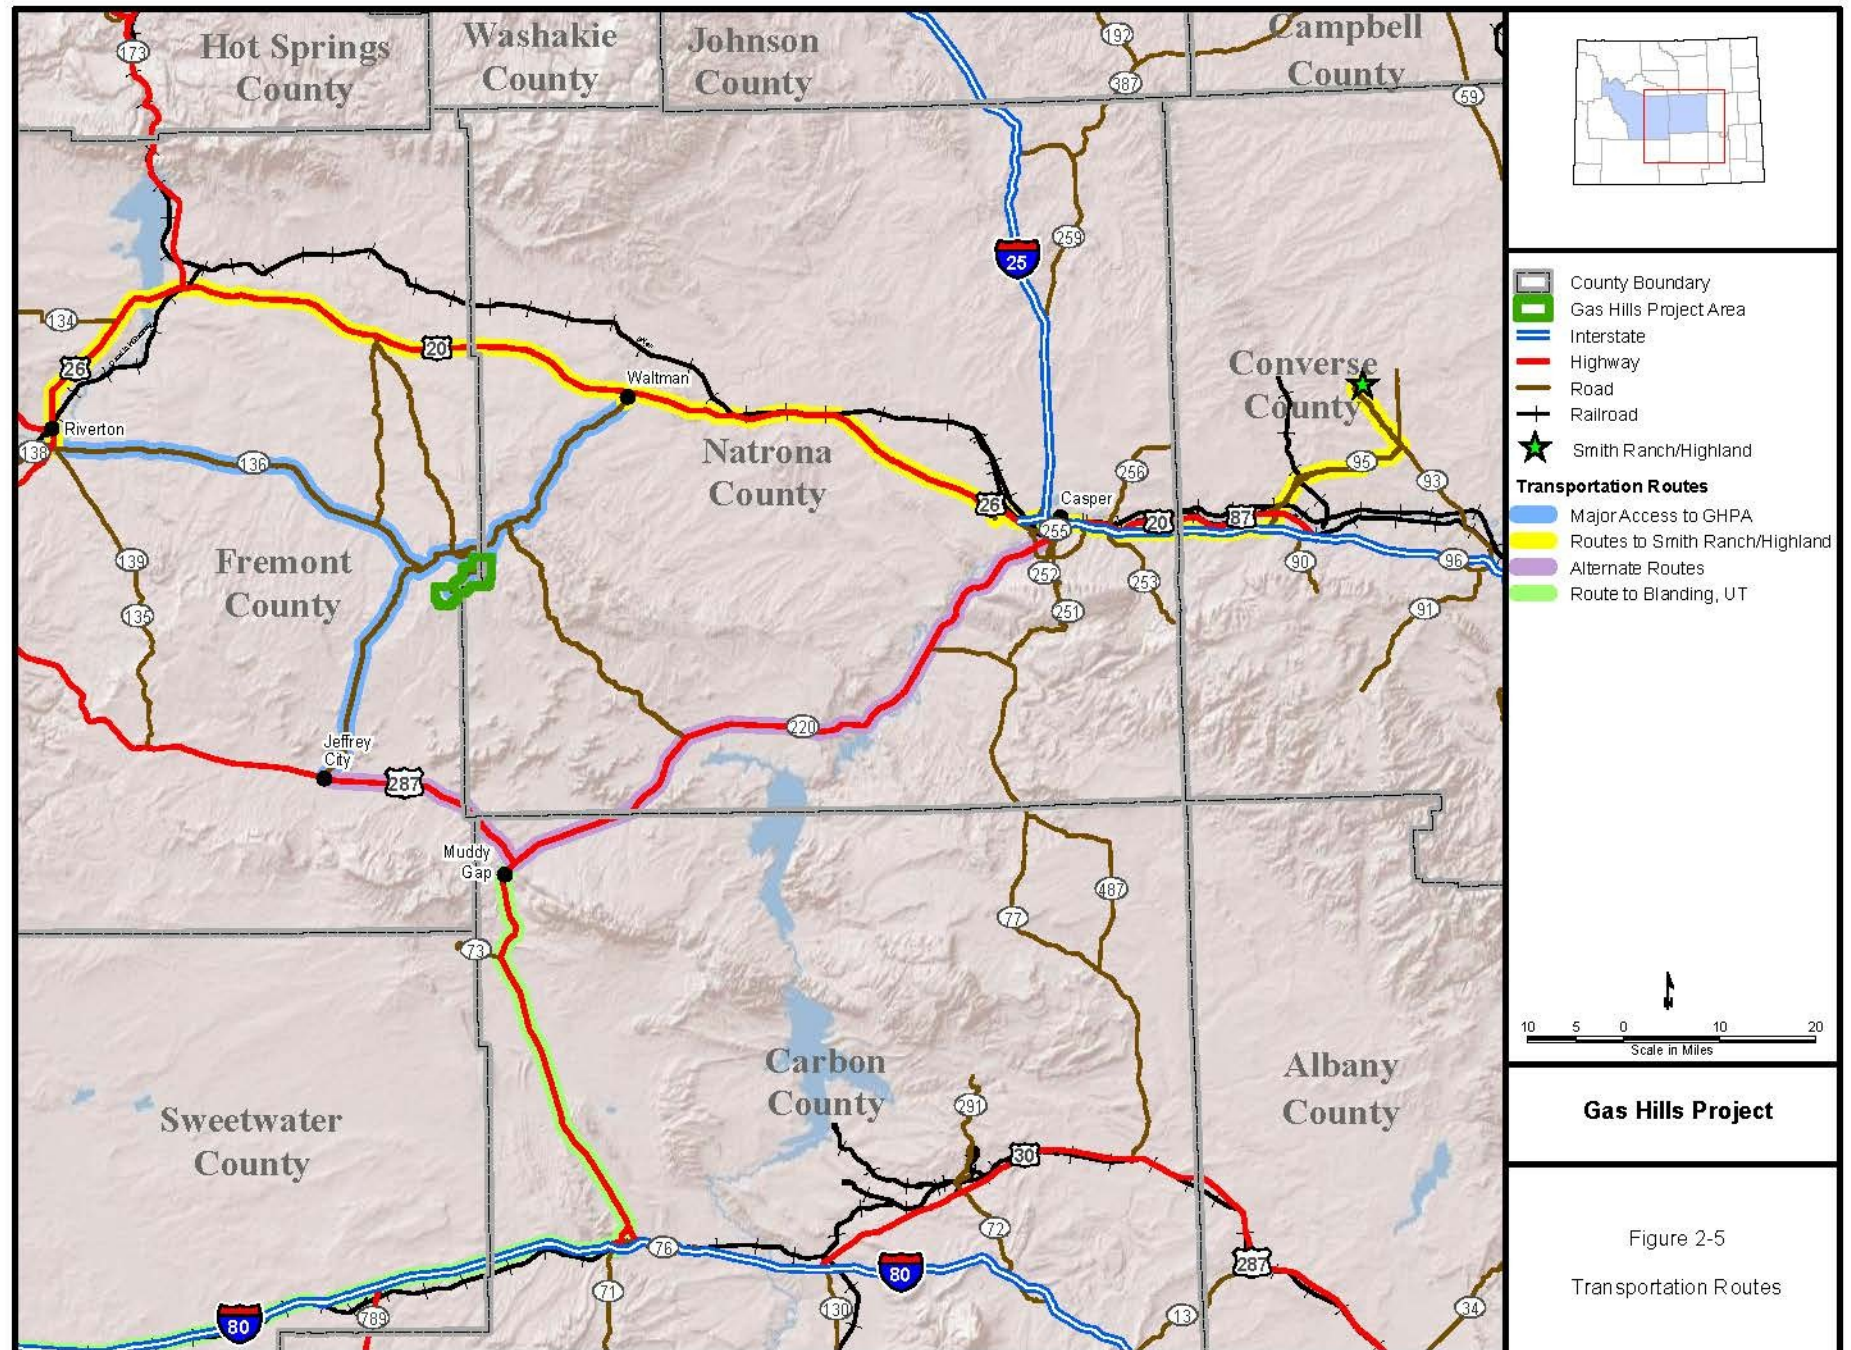 173
Hot Springs
County
Washakie
County
Johnson
County
192
387
Campbell
County
59
134
26
20
25
259
Waltman
Riverton
138
136
Natrona
County
Converse
County
95
93
256
26
Casper
255
20
87
90
96
Fremont
County
139
135
252
253
251
91
220
Jeffrey
City
287
Muddy
Gap
73
77
487
Sweetwater
County
Carbon
County
Albany
County
291
30
72
76
80
80
789
71
130
287
13
34
County Boundary
Gas Hills Project Area
Interstate
Highway
Road
Railroad
Smith Ranch/Highland
Transportation Routes
Major Access to GHPA
Routes to Smith Ranch/Highland
Alternate Routes
Route to Blanding, UT
10 5 0 10 20
Scale in Miles
Gas Hills Project
Figure 2-5
Transportation Routes